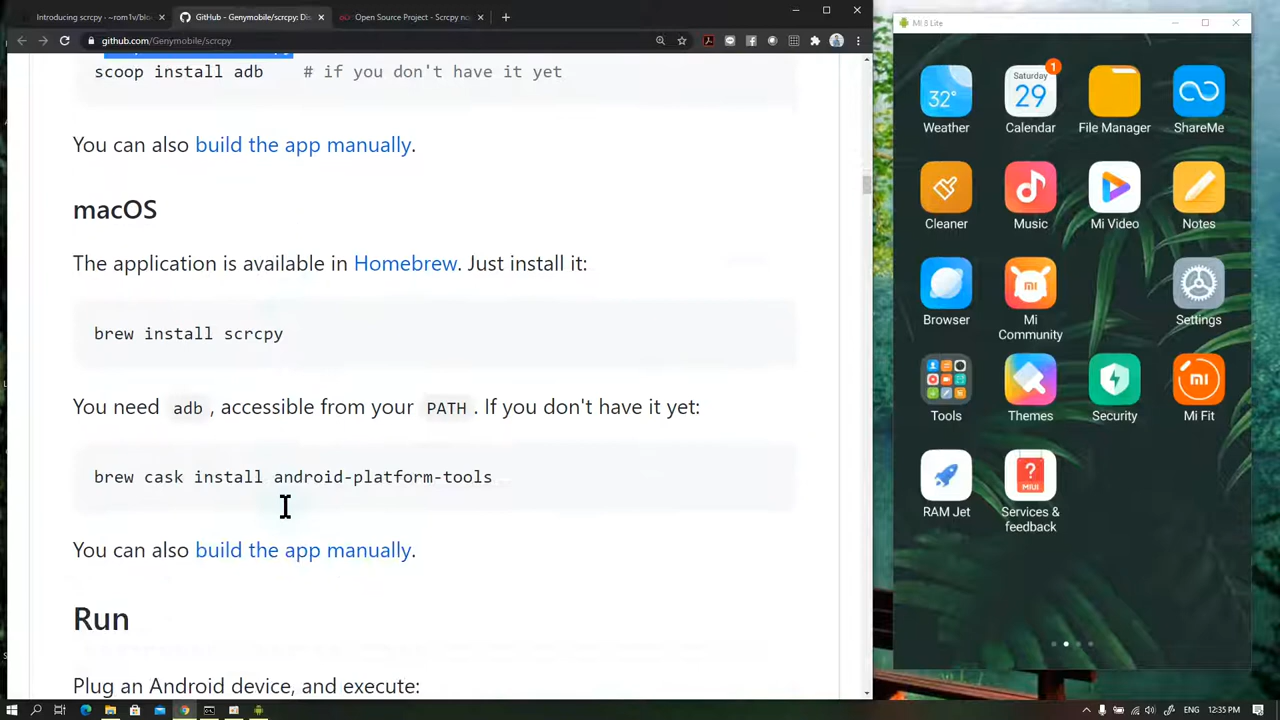 Introducing scrcpy - ~rom1v/blo
GitHub - Genymobile/scrcpy: Dis
Open Source Project - Scrcpy no
github.com/Genymobile/scrcpy
scoop install adb # if you don't have it yet
You can also build the app manually.
macOS
The application is available in Homebrew. Just install it:
brew install scrcpy
You need adb , accessible from your PATH . If you don't have it yet:
brew cask install android-platform-tools
You can also build the app manually.
Run
Plug an Android device, and execute:
Mi 8 Lite
32°
Saturday
29
1
Weather
Calendar
File Manager
ShareMe
Cleaner
Music
Mi Video
Notes
Browser
Mi Community
Settings
Tools
Themes
Security
Mi Fit
RAM Jet
MIUI
Services & feedback
ENG
12:35 PM